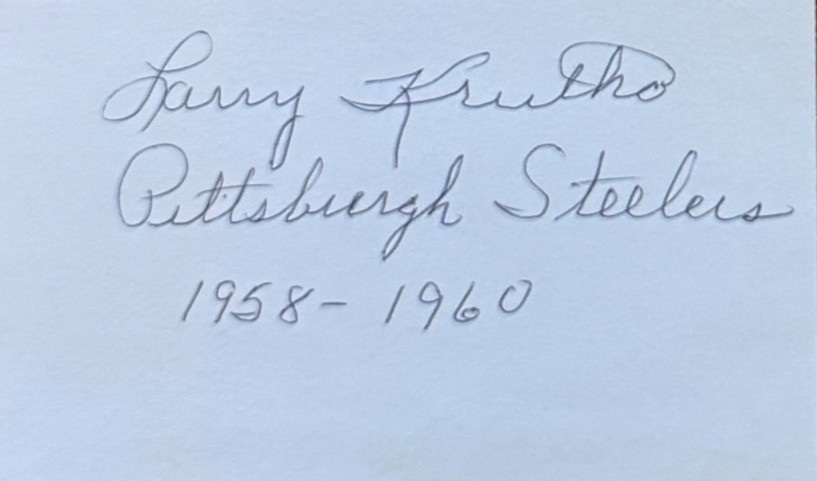 Larry Krutko
Pittsburgh Steelers
1958 - 1960